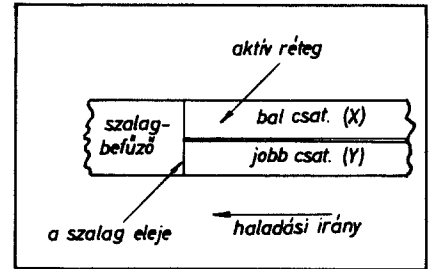 aktív réteg
szalag-
befűző
bal csat. (X)
jobb csat. (Y)
a szalag eleje
haladási irány